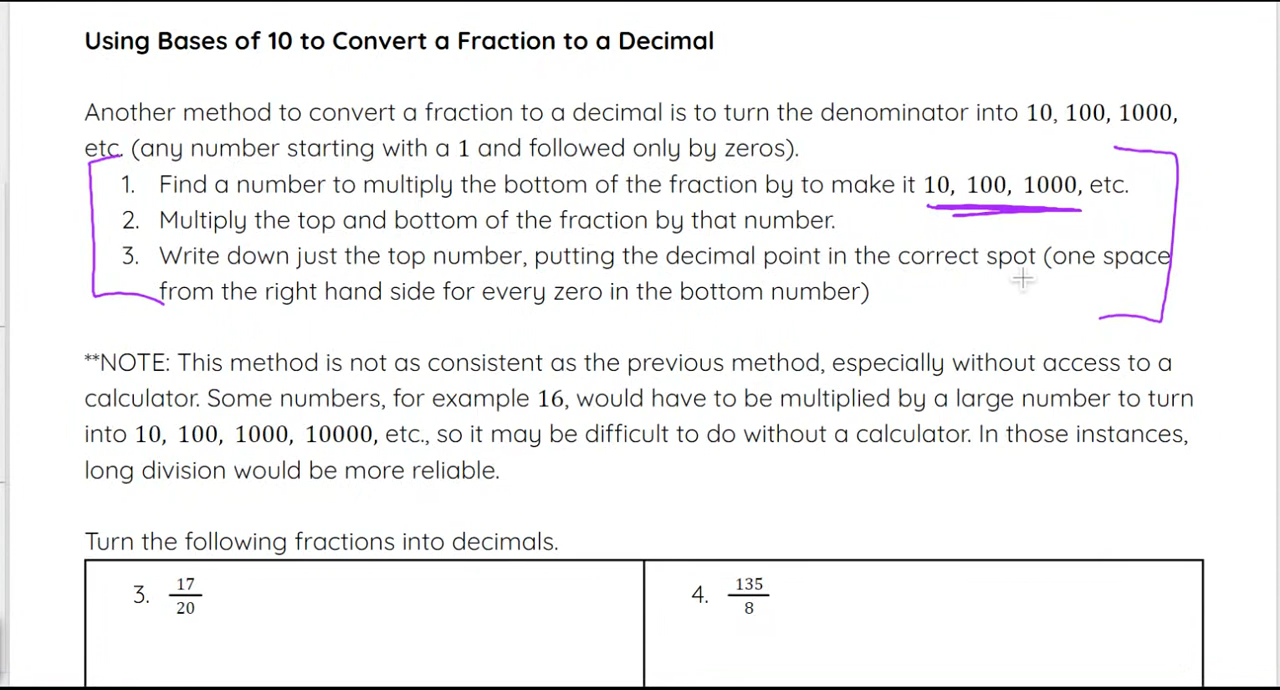 Using Bases of 10 to Convert a Fraction to a Decimal
Another method to convert a fraction to a decimal is to turn the denominator into 10, 100, 1000,
etc. (any number starting with a 1 and followed only by zeros).
1. Find a number to multiply the bottom of the fraction by to make it 10, 100, 1000, etc.
2. Multiply the top and bottom of the fraction by that number.
3. Write down just the top number, putting the decimal point in the correct spot (one space
from the right hand side for every zero in the bottom number)
**NOTE: This method is not as consistent as the previous method, especially without access to a
calculator. Some numbers, for example 16, would have to be multiplied by a large number to turn
into 10, 100, 1000, 10000, etc., so it may be difficult to do without a calculator. In those instances,
long division would be more reliable.
Turn the following fractions into decimals.
3. 17/20
4. 135/8